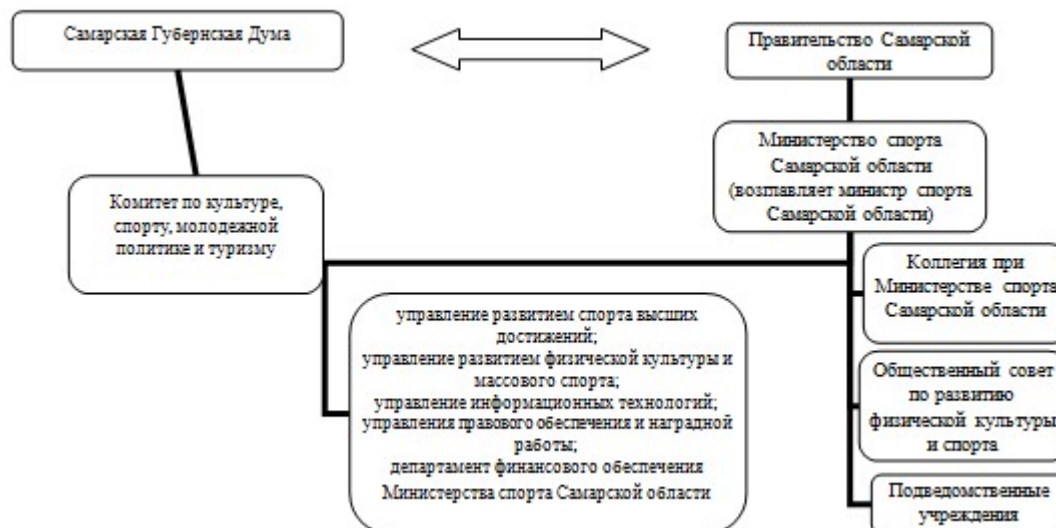 Самарская Губернская Дума
Правительство Самарской
области
Министерство спорта
Самарской области
(возглавляет министр спорта
Самарской области)
Комитет по культуре,
спорту, молодежной
политике и туризму
Коллегия при
Министерстве спорта
Самарской области
управление развитием спорта высших
достижений;
управление развитием физической культуры и
массового спорта;
управление информационных технологий;
управления правового обеспечения и наградной
работы;
департамент финансового обеспечения
Министерства спорта Самарской области
Общественный совет
по развитию
физической культуры
и спорта
Подведомственные
учреждения